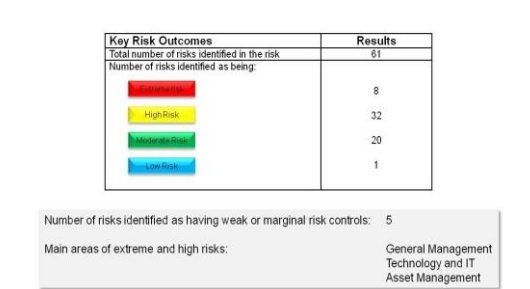 Key Risk Outcomes Results
Total number of risks identified in the risk 61
Number of risks identified as being:
Extreme risk 8
High Risk 32
Moderate Risk 20
Low Risk 1
Number of risks identified as having weak or marginal risk controls: 5
Main areas of extreme and high risks: General Management
Technology and IT
Asset Management